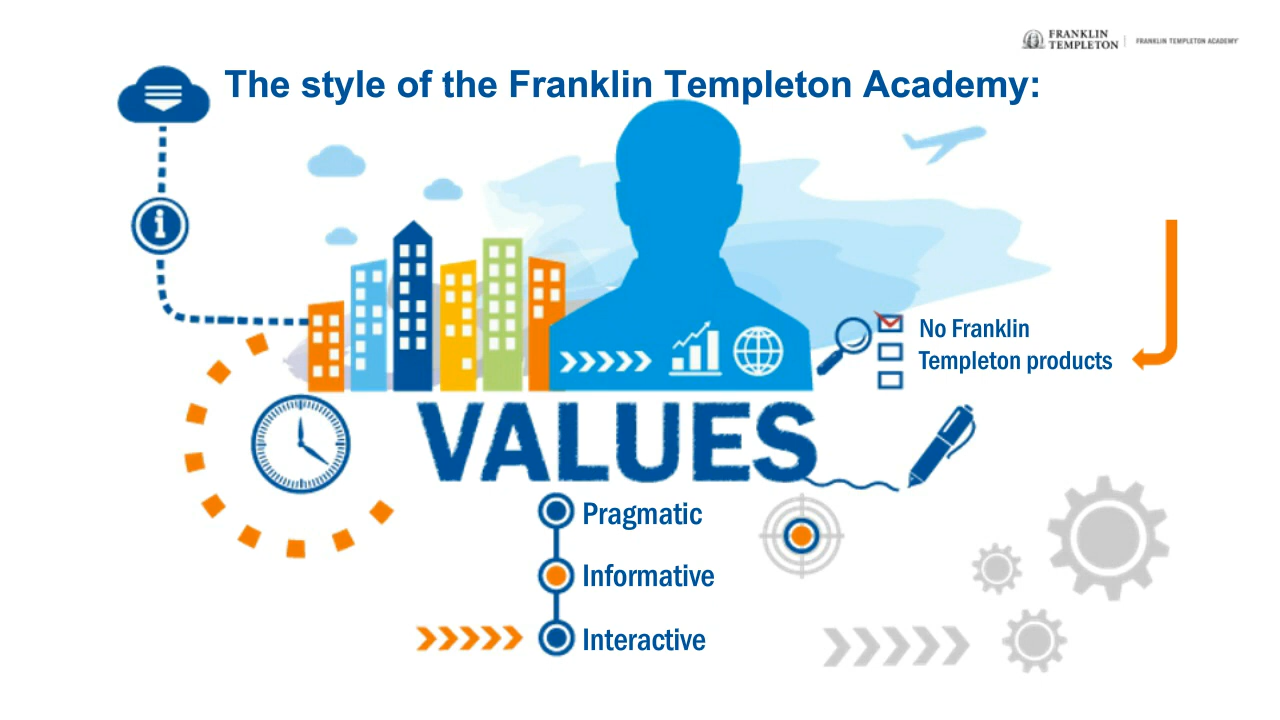 FRANKLIN
TEMPLETON
FRANKLIN TEMPLETON ACADEMY
The style of the Franklin Templeton Academy:
No Franklin
Templeton products
VALUES
Pragmatic
Informative
Interactive